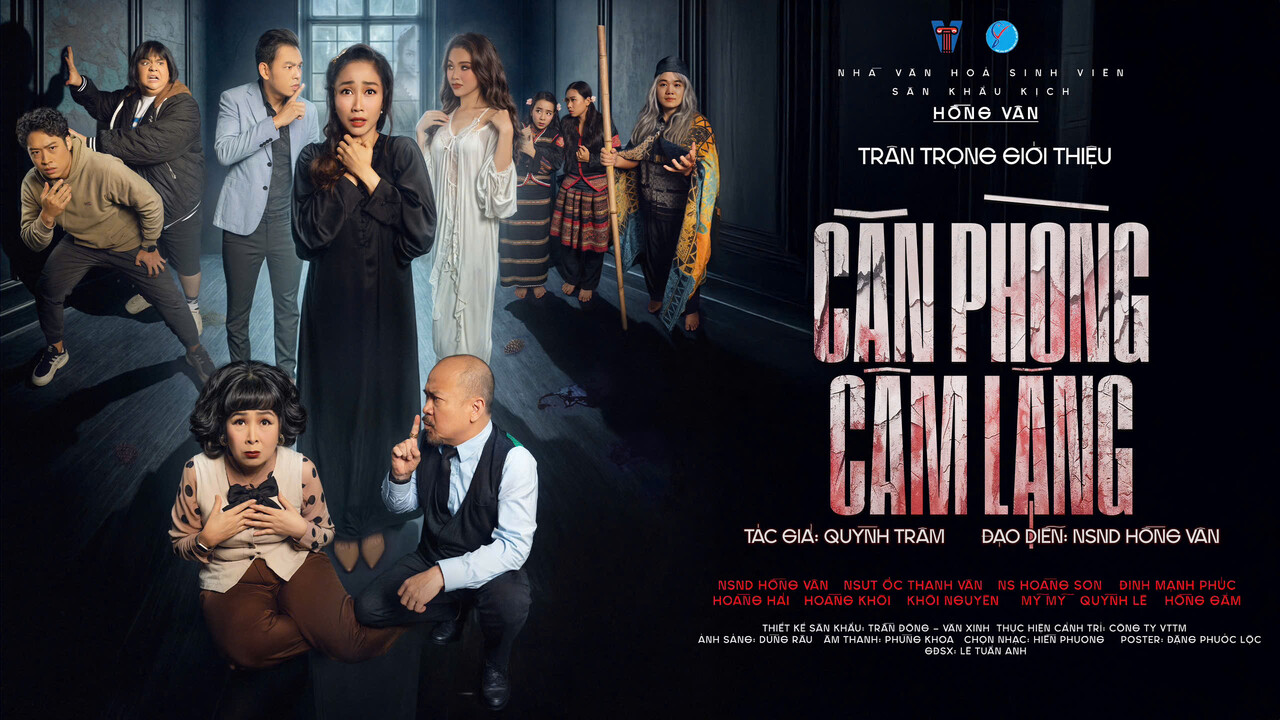 NHÀ VĂN HOÁ SINH VIÊN
SÂN KHẤU KỊCH
HỒNG VÂN
TRÂN TRỌNG GIỚI THIỆU
CĂN PHÒNG
CÂM LẶNG
TÁC GIẢ: QUỲNH TRÂM ĐẠO DIỄN: NSND HỒNG VÂN
NSND HỒNG VÂN NSUT ỐC THANH VÂN NS HOÀNG SƠN ĐINH MẠNH PHÚC
HOÀNG HẢI HOÀNG KHÔI KHÔI NGUYÊN MỸ MỸ QUỲNH LÊ HỒNG GẤM
THIẾT KẾ SÂN KHẤU: TRẦN ĐÔNG – VĂN XINH THỰC HIỆN CẢNH TRÍ: CÔNG TY VTTM
ÁNH SÁNG: DŨNG RÂU ÂM THANH: PHÙNG KHOA CHỌN NHẠC: HIỀN PHƯƠNG POSTER: ĐẶNG PHƯỚC LỘC
GĐSX: LÊ TUẤN ANH